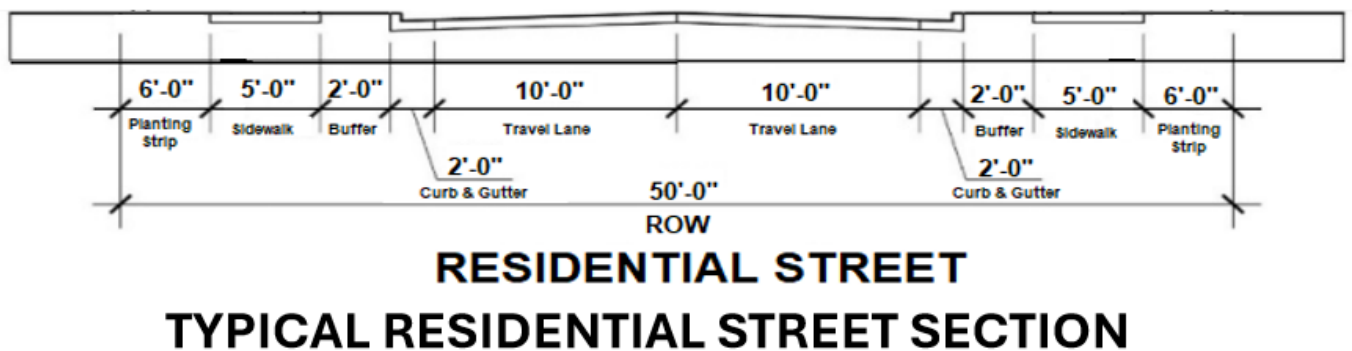 6'-0" 5'-0" 2'-0" 10'-0" 10'-0" 2'-0" 5'-0" 6'-0"
Planting Strip Sidewalk Buffer Travel Lane Travel Lane Buffer Sidewalk Planting Strip
2'-0" 2'-0"
Curb & Gutter 50'-0" Curb & Gutter
ROW
RESIDENTIAL STREET
TYPICAL RESIDENTIAL STREET SECTION